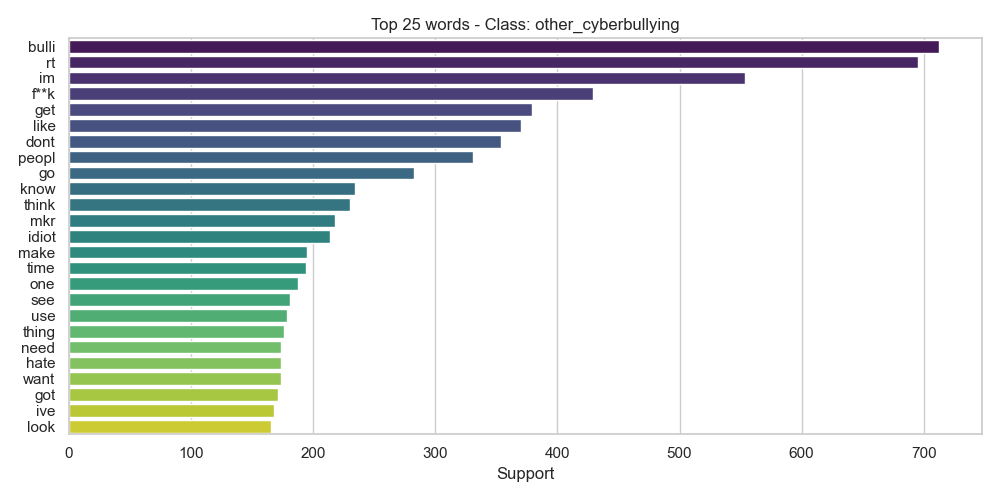 Top 25 words - Class: other_cyberbullying
bulli
rt
im
f**k
get
like
dont
peopl
go
know
think
mkr
idiot
make
time
one
see
use
thing
need
hate
want
got
ive
look
0 100 200 300 400 500 600 700
Support